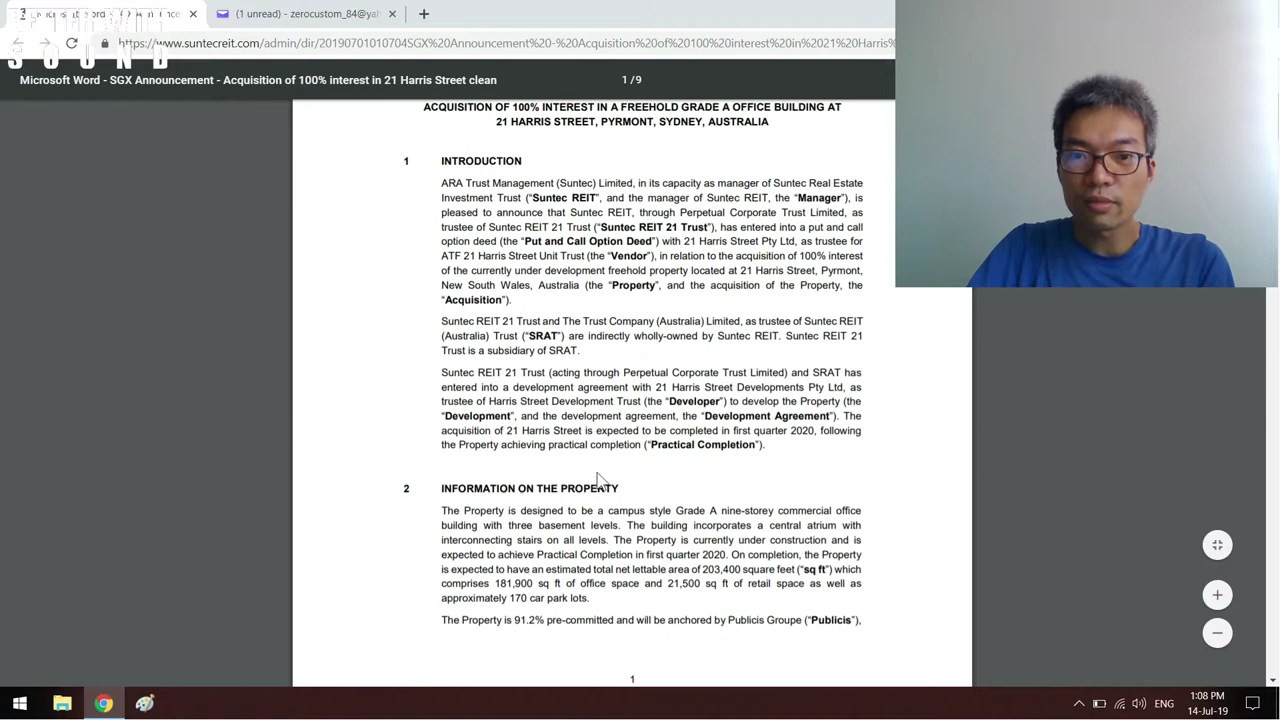 BETTER WITH
SOUND
(1 unread) - zerocustom_84@yah
https://www.suntecreit.com/admin/dir/20190701010704SGX%20Announcement%20-%20Acquisition%20of%20100%20interest%20in%2021%20Harris%
Microsoft Word - SGX Announcement - Acquisition of 100% interest in 21 Harris Street clean
1 / 9
ACQUISITION OF 100% INTEREST IN A FREEHOLD GRADE A OFFICE BUILDING AT
21 HARRIS STREET, PYRMONT, SYDNEY, AUSTRALIA
1 INTRODUCTION
ARA Trust Management (Suntec) Limited, in its capacity as manager of Suntec Real Estate
Investment Trust (“Suntec REIT”, and the manager of Suntec REIT, the “Manager”), is
pleased to announce that Suntec REIT, through Perpetual Corporate Trust Limited, as
trustee of Suntec REIT 21 Trust (“Suntec REIT 21 Trust”), has entered into a put and call
option deed (the “Put and Call Option Deed”) with 21 Harris Street Pty Ltd, as trustee for
ATF 21 Harris Street Unit Trust (the “Vendor”), in relation to the acquisition of 100% interest
of the currently under development freehold property located at 21 Harris Street, Pyrmont,
New South Wales, Australia (the “Property”, and the acquisition of the Property, the
“Acquisition”).
Suntec REIT 21 Trust and The Trust Company (Australia) Limited, as trustee of Suntec REIT
(Australia) Trust (“SRAT”) are indirectly wholly-owned by Suntec REIT. Suntec REIT 21
Trust is a subsidiary of SRAT.
Suntec REIT 21 Trust (acting through Perpetual Corporate Trust Limited) and SRAT has
entered into a development agreement with 21 Harris Street Developments Pty Ltd, as
trustee of Harris Street Development Trust (the “Developer”) to develop the Property (the
“Development”, and the development agreement, the “Development Agreement”). The
acquisition of 21 Harris Street is expected to be completed in first quarter 2020, following
the Property achieving practical completion (“Practical Completion”).
2 INFORMATION ON THE PROPERTY
The Property is designed to be a campus style Grade A nine-storey commercial office
building with three basement levels. The building incorporates a central atrium with
interconnecting stairs on all levels. The Property is currently under construction and is
expected to achieve Practical Completion in first quarter 2020. On completion, the Property
is expected to have an estimated total net lettable area of 203,400 square feet (“sq ft”) which
comprises 181,900 sq ft of office space and 21,500 sq ft of retail space as well as
approximately 170 car park lots.
The Property is 91.2% pre-committed and will be anchored by Publicis Groupe (“Publicis”),
1
ENG
1:08 PM
14-Jul-19